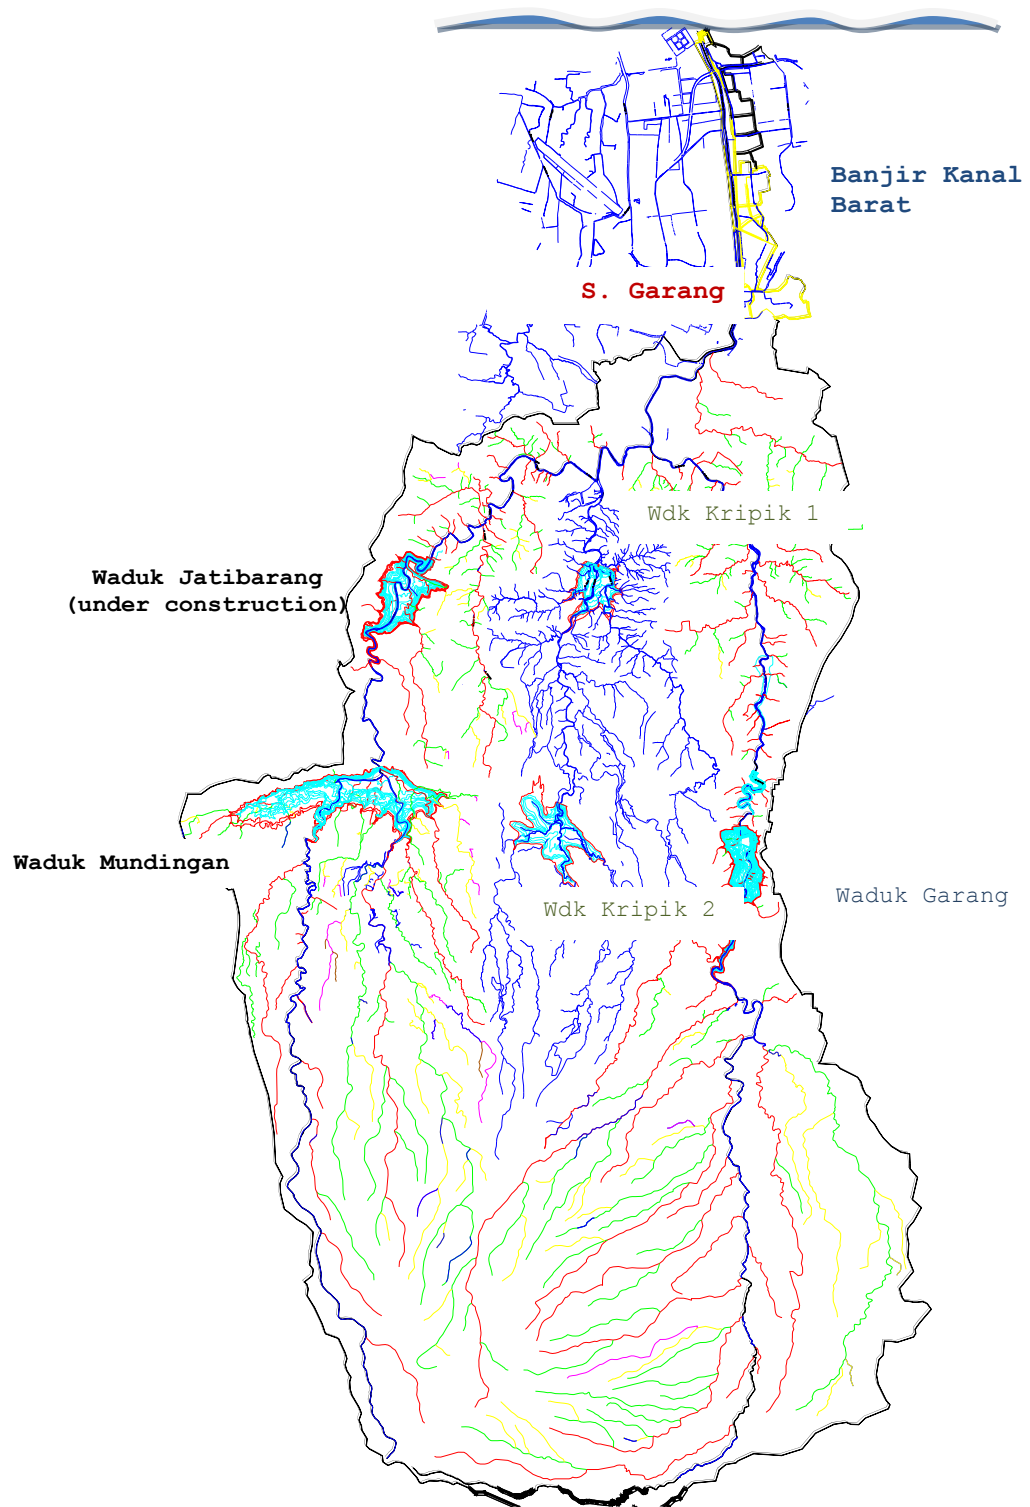 Banjir Kanal
Barat
S. Garang
Wdk Kripik 1
Waduk Jatibarang
(under construction)
Waduk Mundingan
Waduk Garang
Wdk Kripik 2